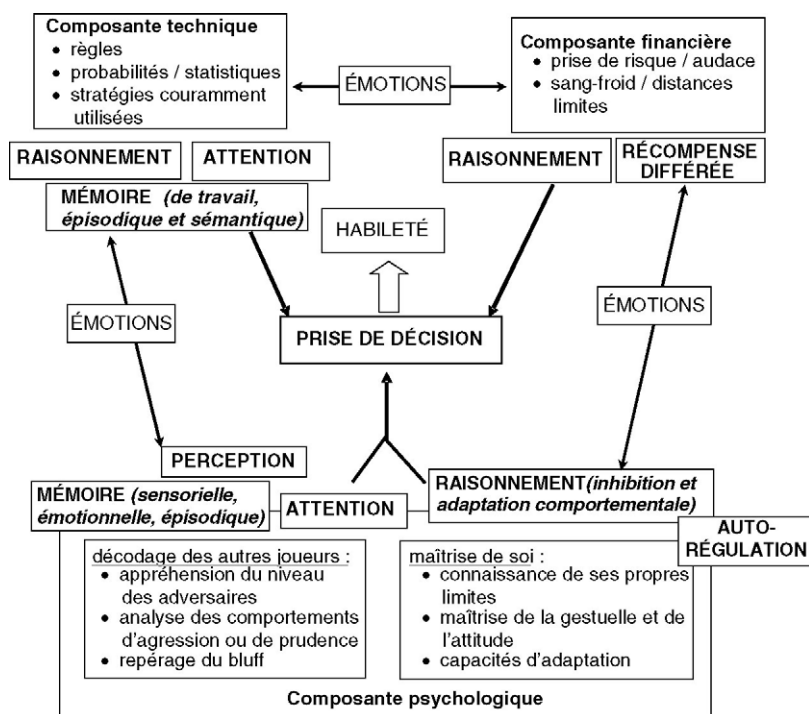 Composante technique
• règles
• probabilités / statistiques
• stratégies couramment
utilisées
ÉMOTIONS
Composante financière
• prise de risque / audace
• sang-froid / distances
limites
RAISONNEMENT
ATTENTION
MÉMOIRE (de travail,
épisodique et sémantique)
RAISONNEMENT
RÉCOMPENSE
DIFFÉRÉE
HABILETÉ
ÉMOTIONS
PRISE DE DÉCISION
ÉMOTIONS
PERCEPTION
MÉMOIRE (sensorielle,
émotionnelle, épisodique)
ATTENTION
RAISONNEMENT (inhibition et
adaptation comportementale)
AUTO-
RÉGULATION
décodage des autres joueurs :
• appréhension du niveau
des adversaires
• analyse des comportements
d'agression ou de prudence
• repérage du bluff
maîtrise de soi :
• connaissance de ses propres
limites
• maîtrise de la gestuelle et de
l'attitude
• capacités d'adaptation
Composante psychologique